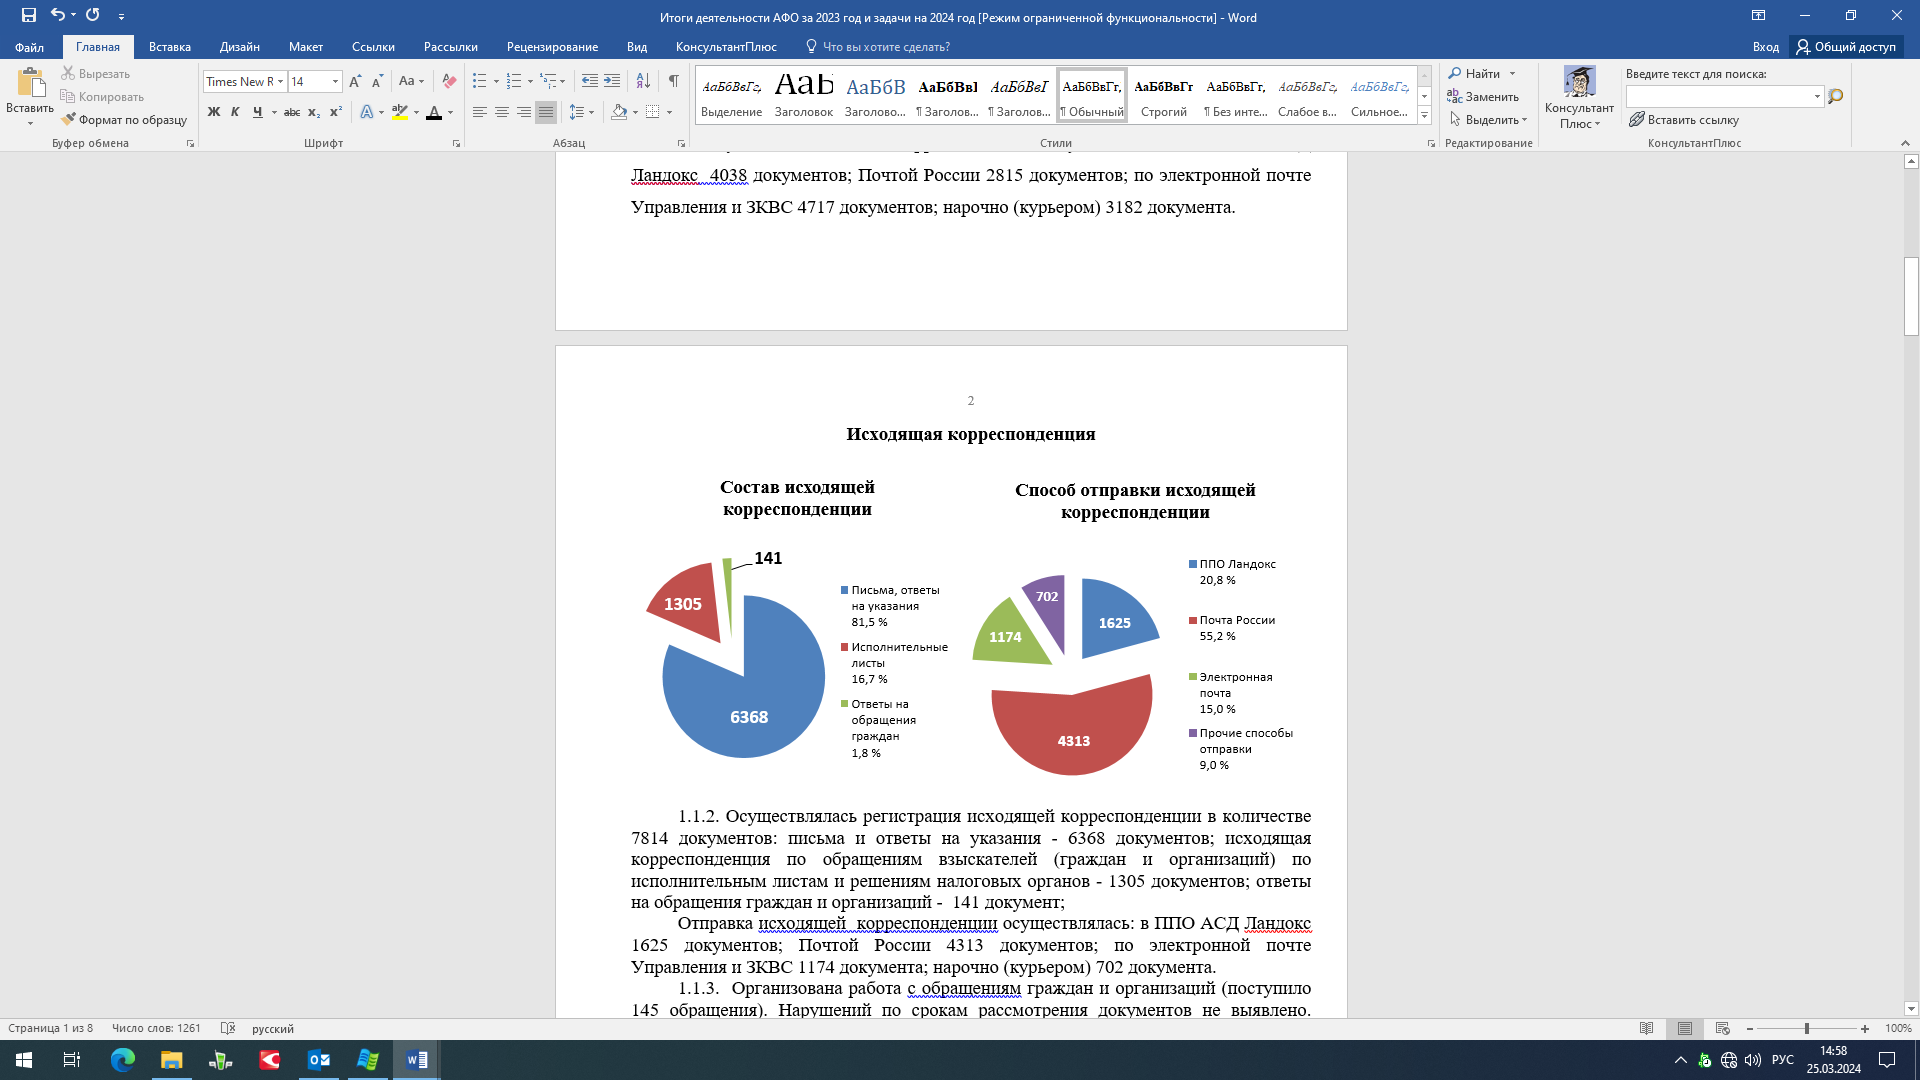 Итоги деятельности АФО за 2023 год и задачи на 2024 год [Режим ограниченной функциональности] - Word
Файл Главная Вставка Дизайн Макет Ссылки Рассылки Рецензирование Вид КонсультантПлюс Что вы хотите сделать? Вход Общий доступ
Вставить
Вырезать
Копировать
Формат по образцу
Буфер обмена
Times New R 14
Шрифт
Абзац
АаБбВвГг, Выделение
АаБ Заголовок
АаБбВ Заголово...
АаБбВвІ ¶ Заголов...
АаБбВвГ ¶ Заголов...
АаБбВвГг, ¶ Обычный
АаБбВвГг Строгий
АаБбВвГг, ¶ Без инте...
АаБбВвГг, Слабое в...
АаБбВвГг, Сильное...
Стили
Найти
Заменить
Выделить
Редактирование
Консультант
Плюс
Введите текст для поиска:
Вставить ссылку
КонсультантПлюс
Ландокс 4038 документов; Почтой России 2815 документов; по электронной почте
Управления и ЗКВС 4717 документов; нарочно (курьером) 3182 документа.
2
Исходящая корреспонденция
Состав исходящей
корреспонденции
141
1305
6368
Письма, ответы
на указания
81,5 %
Исполнительные
листы
16,7 %
Ответы на
обращения
граждан
1,8 %
Способ отправки исходящей
корреспонденции
702
1625
1174
4313
ППО Ландокс
20,8 %
Почта России
55,2 %
Электронная
почта
15,0 %
Прочие способы
отправки
9,0 %
1.1.2. Осуществлялась регистрация исходящей корреспонденции в количестве
7814 документов: письма и ответы на указания - 6368 документов; исходящая
корреспонденция по обращениям взыскателей (граждан и организаций) по
исполнительным листам и решениям налоговых органов - 1305 документов; ответы
на обращения граждан и организаций - 141 документ;
Отправка исходящей корреспонденции осуществлялась: в ППО АСД Ландокс
1625 документов; Почтой России 4313 документов; по электронной почте
Управления и ЗКВС 1174 документа; нарочно (курьером) 702 документа.
1.1.3. Организована работа с обращениям граждан и организаций (поступило
145 обращения). Нарушений по срокам рассмотрения документов не выявлено.
Страница 1 из 8 Число слов: 1261 русский 100%
РУС 14:58
25.03.2024